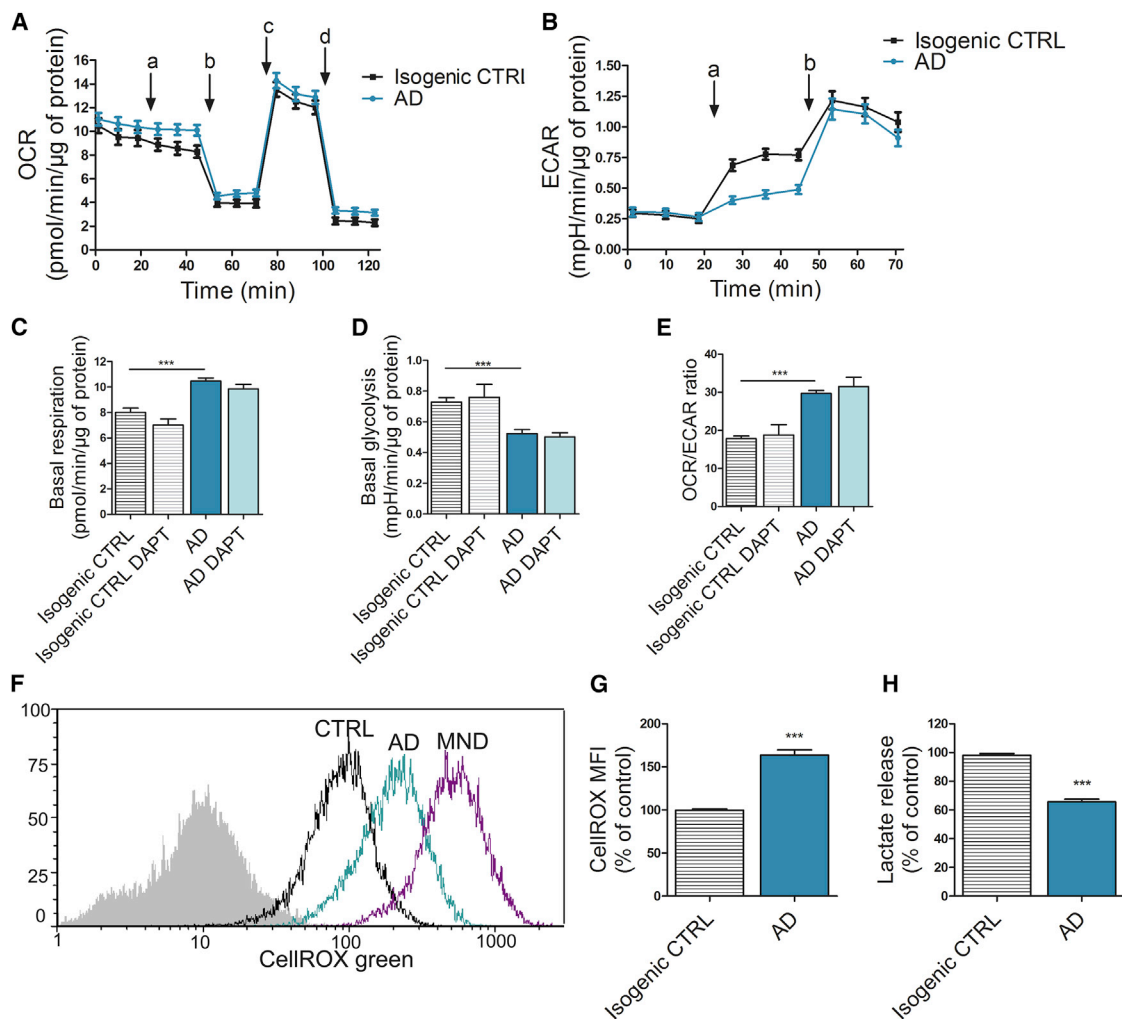 A
a
b
c
d
Isogenic CTRl
AD
16
14
12
10
8
6
4
2
0
OCR
(pmol/min/µg of protein)
0
20
40
60
80
100
120
Time (min)
B
a
b
Isogenic CTRL
AD
1.50
1.25
1.00
0.75
0.50
0.25
0.00
ECAR
(mpH/min/µg of protein)
0
10
20
30
40
50
60
70
Time (min)
C
***
12
10
8
6
4
2
0
Basal respiration
(pmol/min/µg of protein)
Isogenic CTRL
Isogenic CTRL DAPT
AD
AD DAPT
D
***
1.0
0.8
0.6
0.4
0.2
0.0
Basal glycolysis
(mpH/min/µg of protein)
Isogenic CTRL
Isogenic CTRL DAPT
AD
AD DAPT
E
***
40
30
20
10
0
OCR/ECAR ratio
Isogenic CTRL
Isogenic CTRL DAPT
AD
AD DAPT
F
100
75
50
25
0
CTRL
AD
MND
1
10
100
1000
CellROX green
G
200
150
100
50
0
***
CellROX MFI
(% of control)
Isogenic CTRL
AD
H
120
100
80
60
40
20
0
***
Lactate release
(% of control)
Isogenic CTRL
AD